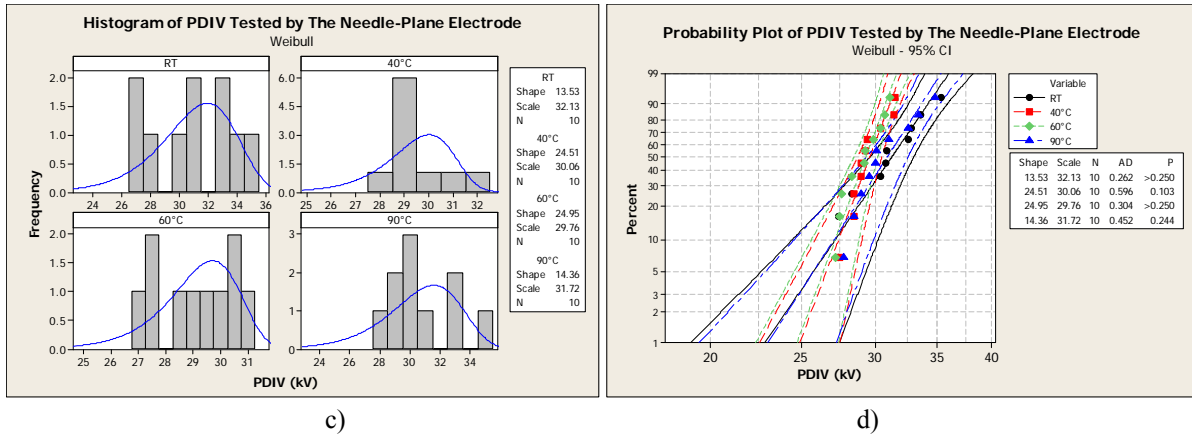 Histogram of PDIV Tested by The Needle-Plane Electrode
Weibull
RT
40°C
2.0
1.5
1.0
0.5
0.0
24 25 26 27 28 29 30 31 32 33 34 35 36
6.0
4.5
3.0
1.5
0.0
24 25 26 27 28 29 30 31 32
60°C
90°C
2.0
1.5
1.0
0.5
0.0
25 26 27 28 29 30 31
3
2
1
0
24 26 28 30 32 34
Frequency
PDIV (kV)
RT
Shape 13.53
Scale 32.13
N 10
40°C
Shape 24.51
Scale 30.06
N 10
60°C
Shape 24.95
Scale 29.76
N 10
90°C
Shape 14.36
Scale 31.72
N 10
c)
Probability Plot of PDIV Tested by The Needle-Plane Electrode
Weibull - 95% CI
99
90
80
70
60
50
40
30
20
10
5
3
2
1
20 25 30 35 40
Percent
PDIV (kV)
Variable
RT
40°C
60°C
90°C
Shape Scale N AD P
13.53 32.13 10 0.262 >0.250
24.51 30.06 10 0.596 0.103
24.95 29.76 10 0.304 >0.250
14.36 31.72 10 0.452 0.244
d)